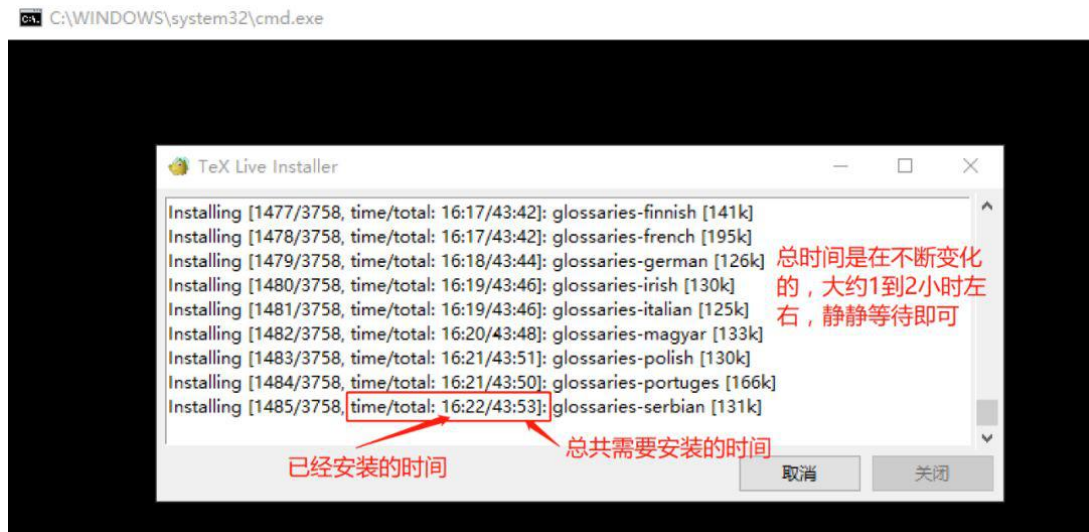 C:\WINDOWS\system32\cmd.exe
TeX Live Installer
Installing [1477/3758, time/total: 16:17/43:42]: glossaries-finnish [141k]
Installing [1478/3758, time/total: 16:17/43:42]: glossaries-french [195k]
Installing [1479/3758, time/total: 16:18/43:44]: glossaries-german [126k]
Installing [1480/3758, time/total: 16:19/43:46]: glossaries-irish [130k]
Installing [1481/3758, time/total: 16:19/43:46]: glossaries-italian [125k]
Installing [1482/3758, time/total: 16:20/43:48]: glossaries-magyar [133k]
Installing [1483/3758, time/total: 16:21/43:51]: glossaries-polish [130k]
Installing [1484/3758, time/total: 16:21/43:50]: glossaries-portuges [166k]
Installing [1485/3758, time/total: 16:22/43:53]: glossaries-serbian [131k]
总时间是在不断变化
的，大约1到2小时左
右，静静等待即可
已经安装的时间
总共需要安装的时间
取消
关闭